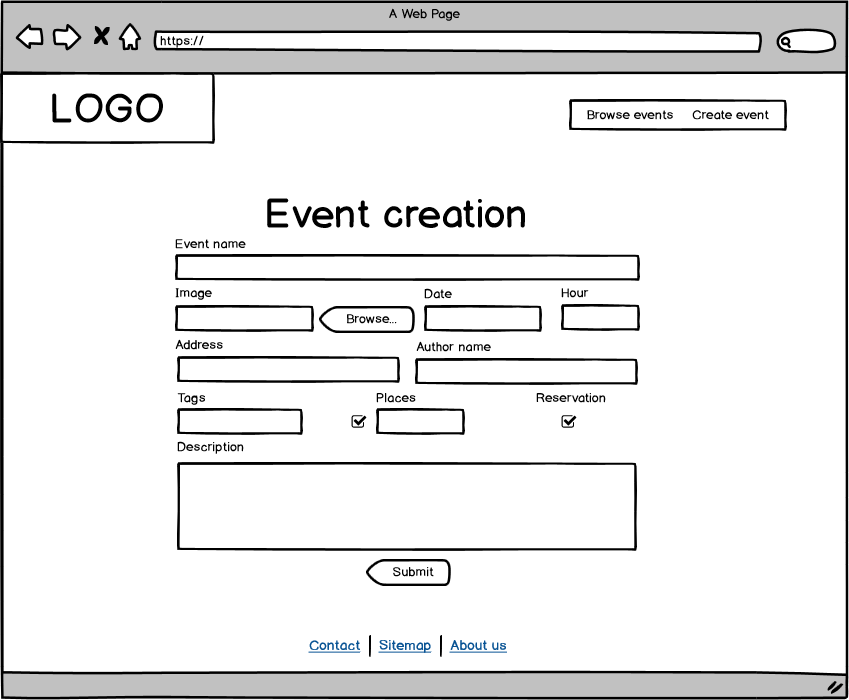 A Web Page
https://
LOGO
Browse events Create event
Event creation
Event name
Image Date Hour
Browse...
Address Author name
Tags Places Reservation
Description
Submit
Contact Sitemap About us